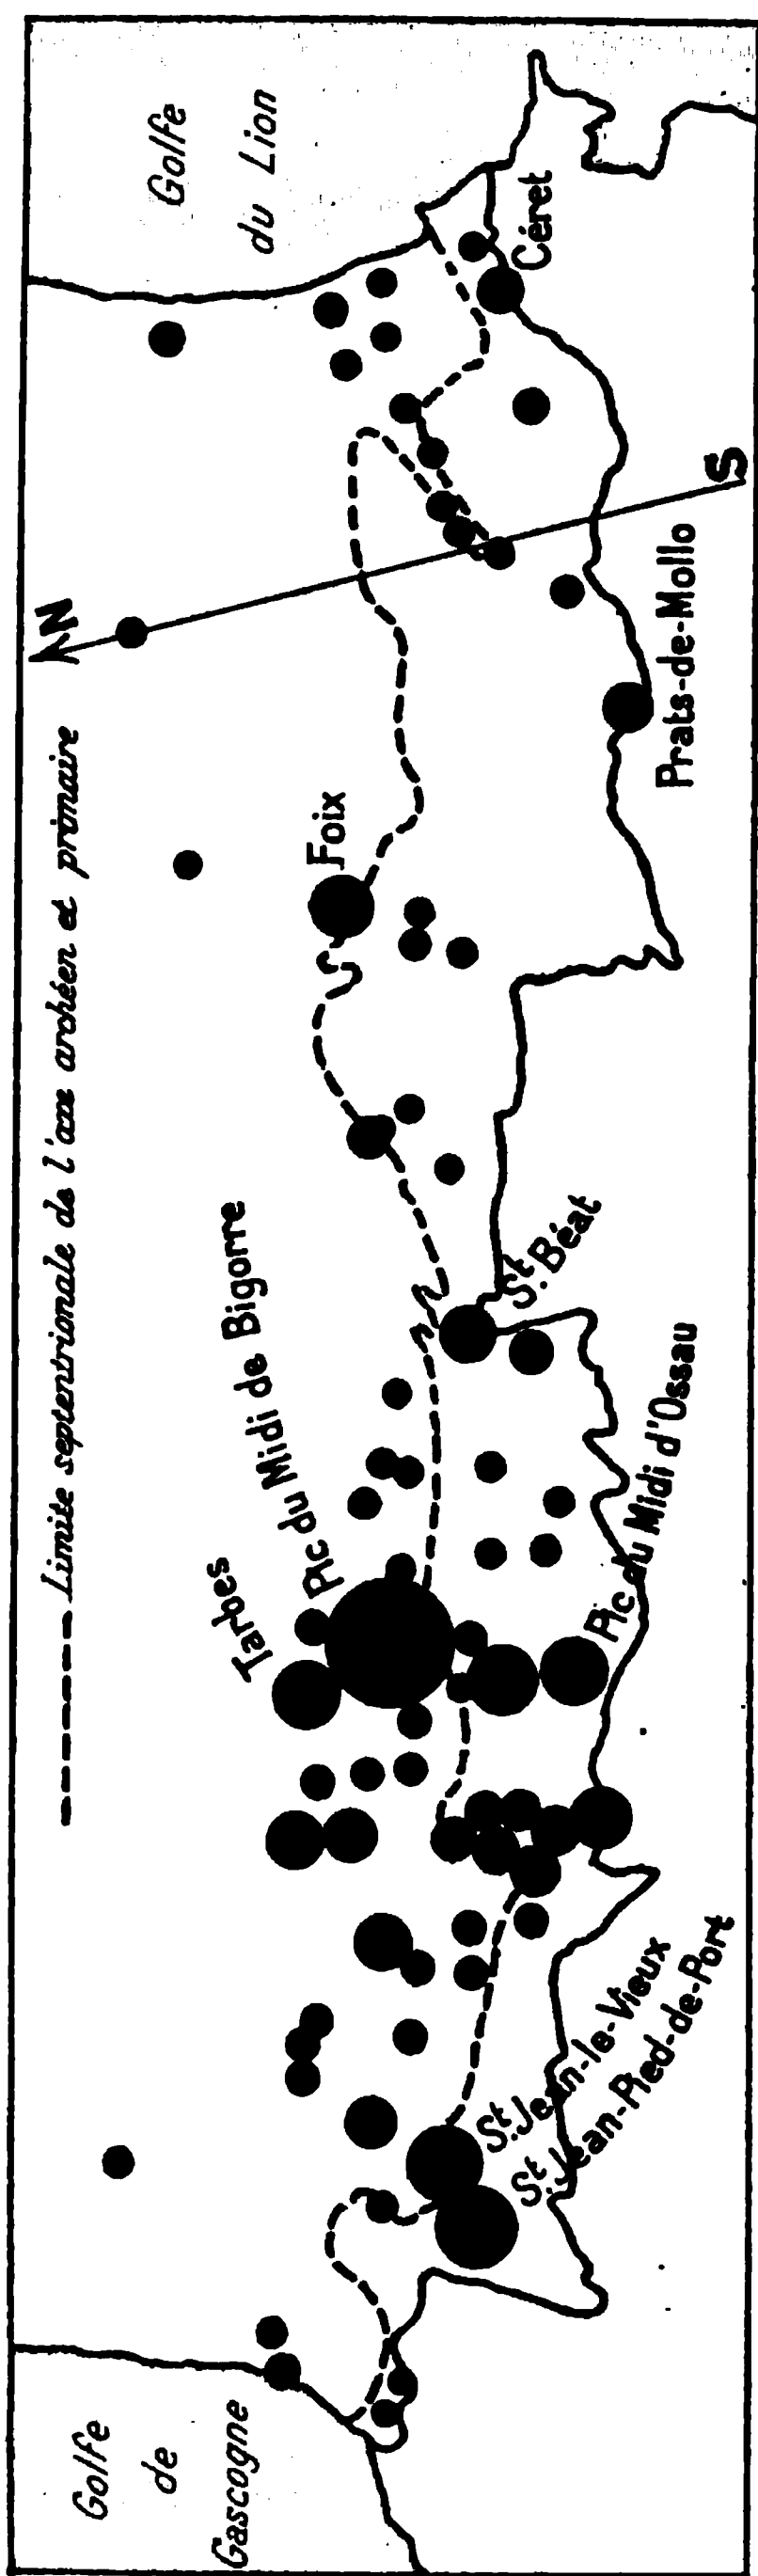 Golfe
de
Gascogne
Limite septentrionale de l'axe archéen et primaire
N
Golfe
du Lion
Tarbes
Pic du Midi de Bigorre
Foix
St. Jean-le-Vieux
St. Jean-Pied-de-Port
Pic du Midi d'Ossau
St. Béat
Prats-de-Mollo
S
Céret